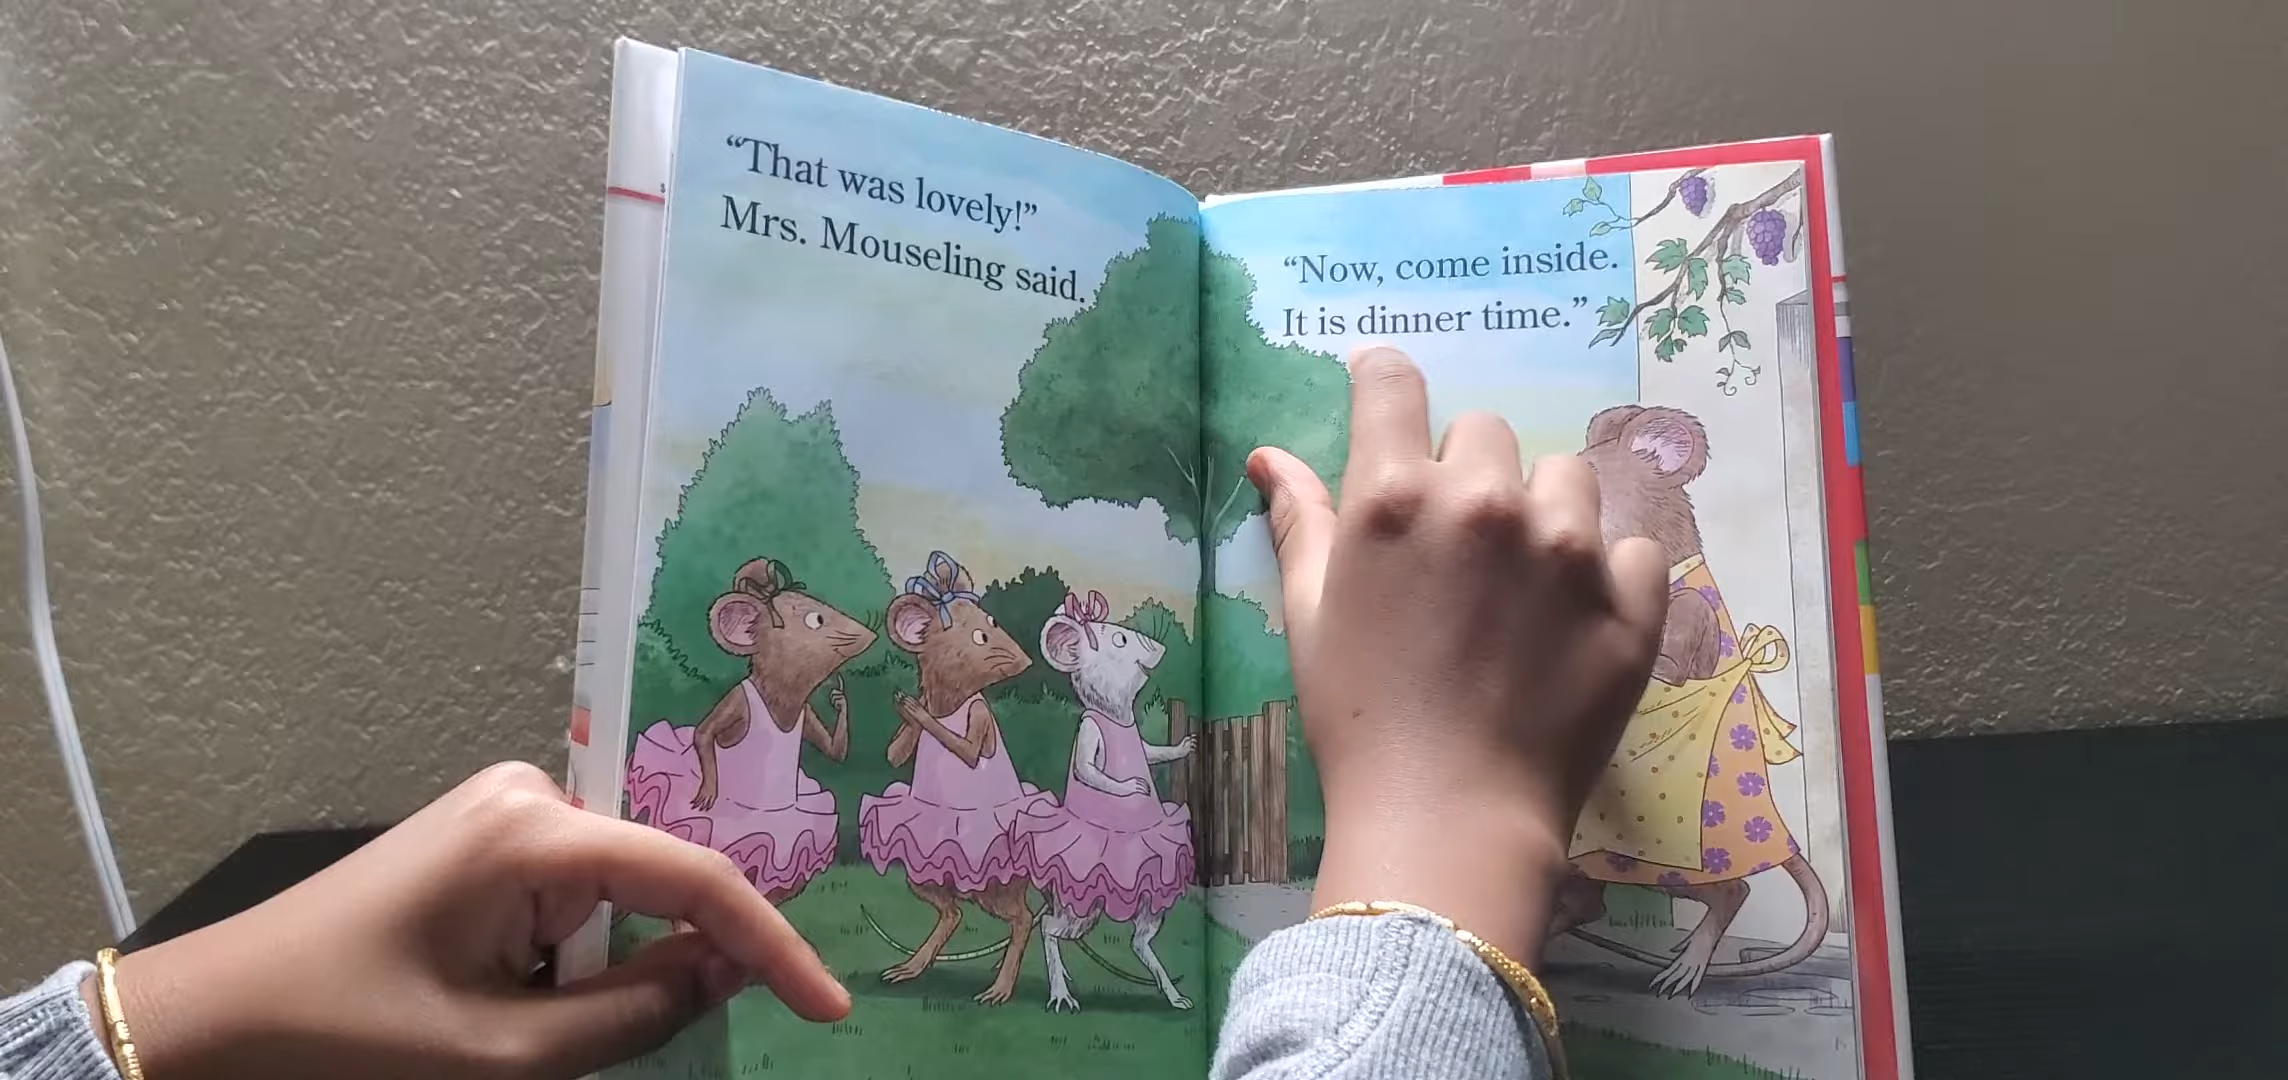 “That was lovely!”
Mrs. Mouseling said.
“Now, come inside.
It is dinner time.”